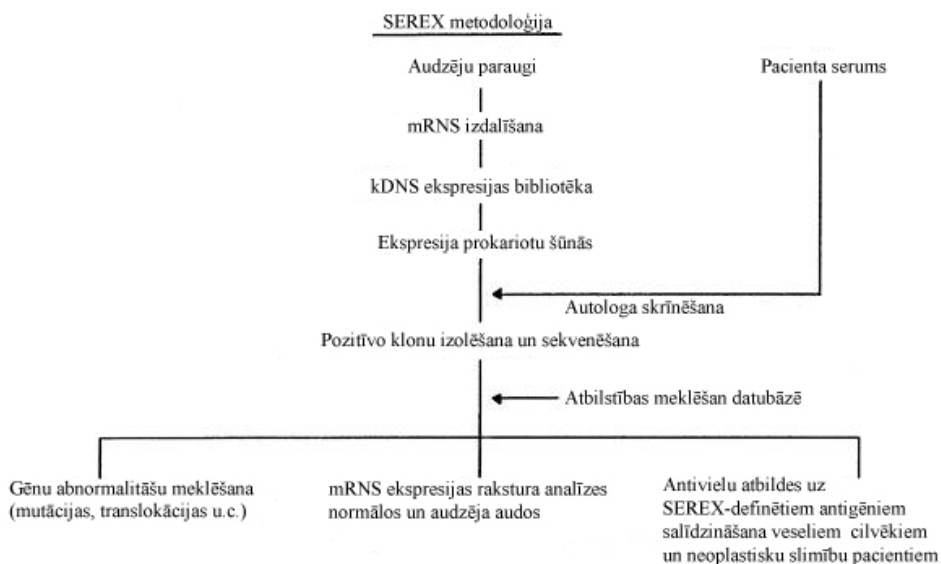 SEREX metodoloģija
Audzēju paraugi
Pacienta serums
mRNS izdalīšana
kDNS ekspresijas bibliotēka
Ekspresija prokariotu šūnās
Autologa skrīnēšana
Pozitīvo klonu izolēšana un sekvenēšana
Atbilstības meklēšan datubāzē
Gēnu abnormalitāšu meklēšana
(mutācijas, translokācijas u.c.)
mRNS ekspresijas rakstura analīzes
normālos un audzēja audos
Antivielu atbildes uz
SEREX-definētiem antigēniem
salīdzināšana veseliem cilvēkiem
un neoplastisku slimību pacientiem